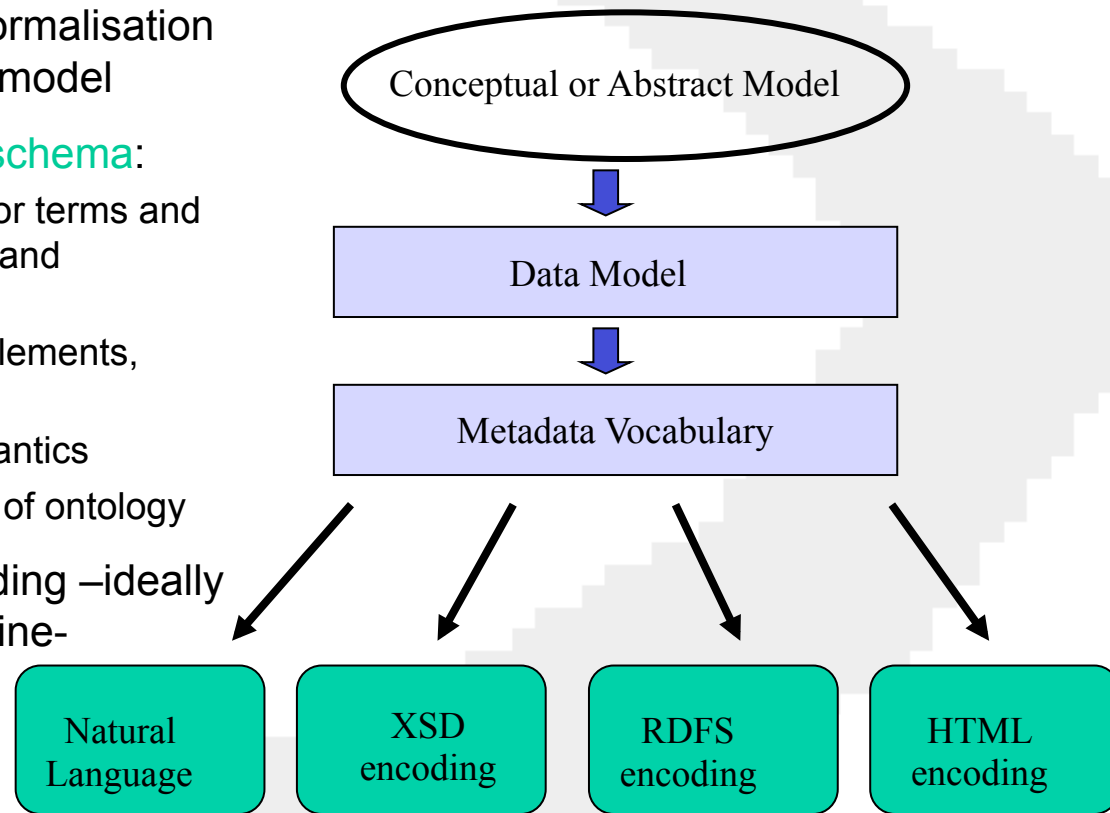 ormalisation
model
schema:
or terms and
and
lements,
antics
of ontology
ding –ideally
ine-
Conceptual or Abstract Model
Data Model
Metadata Vocabulary
Natural
Language
XSD
encoding
RDFS
encoding
HTML
encoding